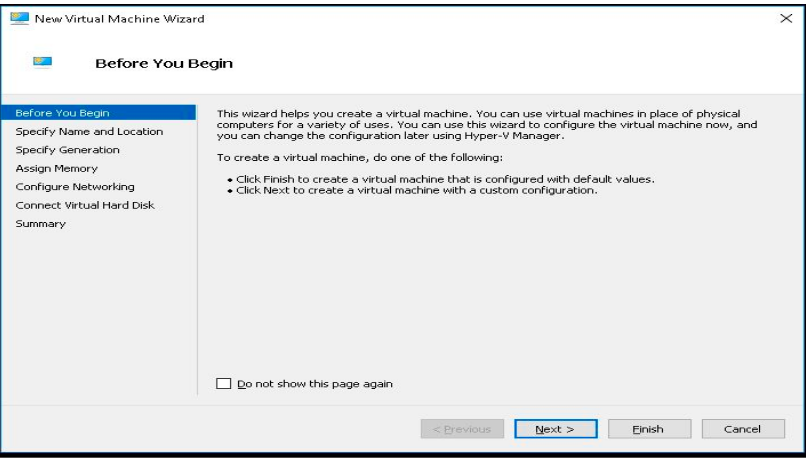 New Virtual Machine Wizard
Before You Begin
Before You Begin
Specify Name and Location
Specify Generation
Assign Memory
Configure Networking
Connect Virtual Hard Disk
Summary
This wizard helps you create a virtual machine. You can use virtual machines in place of physical
computers for a variety of uses. You can use this wizard to configure the virtual machine now, and
you can change the configuration later using Hyper-V Manager.
To create a virtual machine, do one of the following:
• Click Finish to create a virtual machine that is configured with default values.
• Click Next to create a virtual machine with a custom configuration.
Do not show this page again
< Previous
Next >
Finish
Cancel